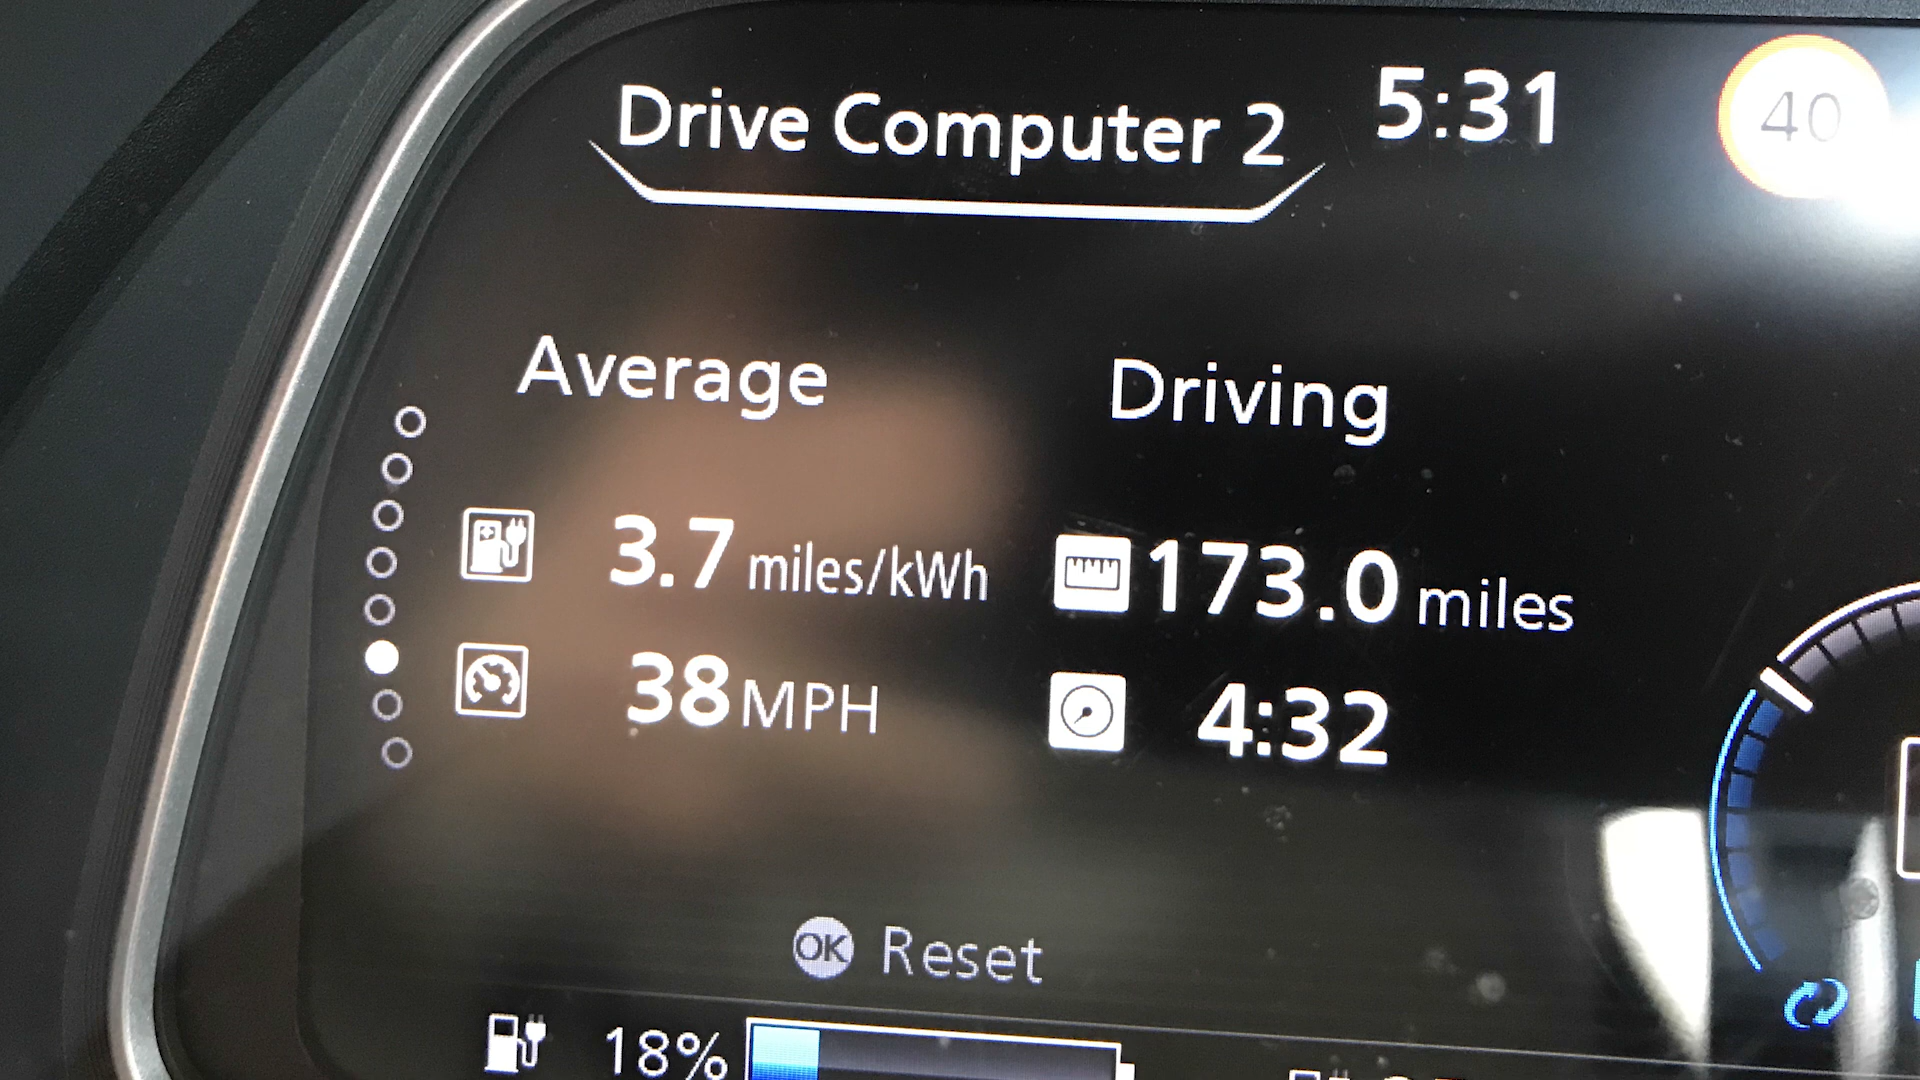 Drive Computer 2
5:31
40
Average
Driving
3.7 miles/kWh
173.0 miles
38 MPH
4:32
OK Reset
18%